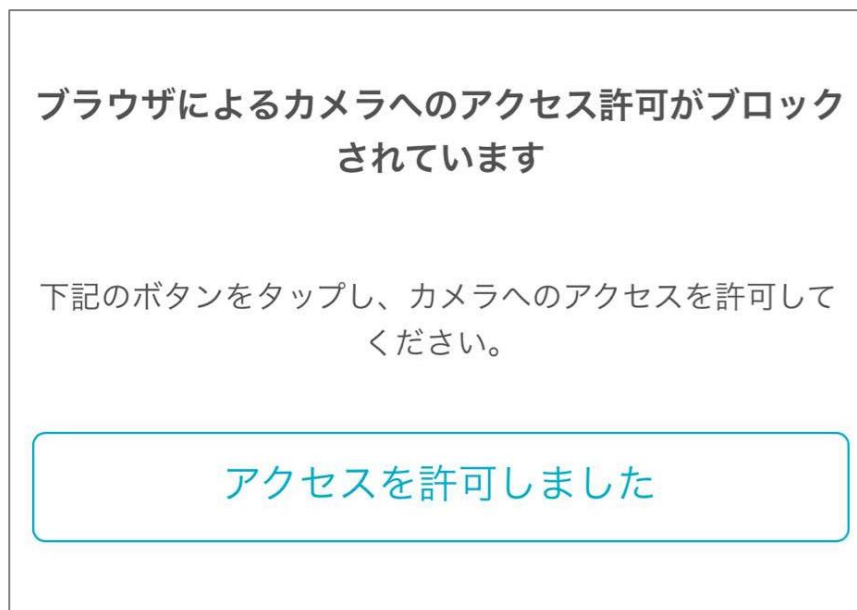 ブラウザによるカメラへのアクセス許可がブロック
されています
下記のボタンをタップし、カメラへのアクセスを許可して
ください。
アクセスを許可しました